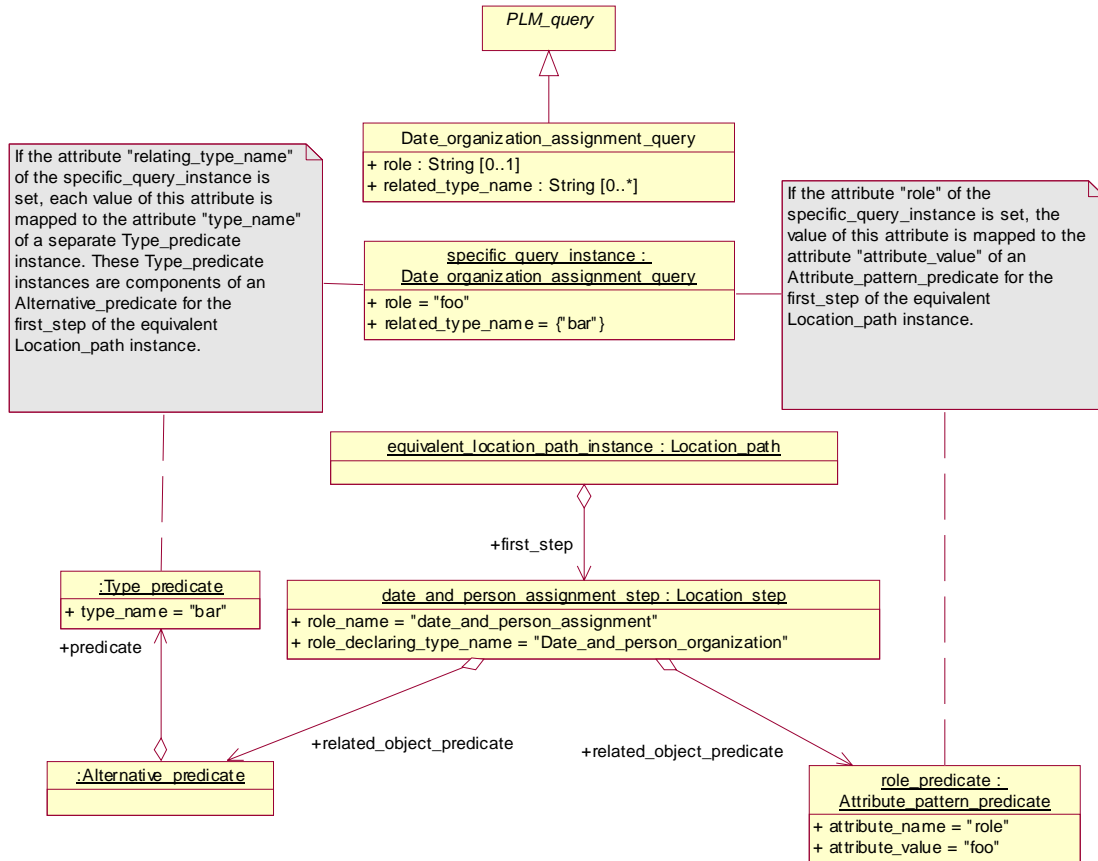 PLM_query
Date_organization_assignment_query
+ role : String [0..1]
+ related_type_name : String [0..*]
If the attribute "relating_type_name"
of the specific_query_instance is
set, each value of this attribute is
mapped to the attribute "type_name"
of a separate Type_predicate
instance. These Type_predicate
instances are components of an
Alternative_predicate for the
first_step of the equivalent
Location_path instance.
If the attribute "role" of the
specific_query_instance is set, the
value of this attribute is mapped to the
attribute "attribute_value" of an
Attribute_pattern_predicate for the
first_step of the equivalent
Location_path instance.
specific_query_instance :
Date_organization_assignment_query
+ role = "foo"
+ related_type_name = {"bar"}
equivalent_location_path_instance : Location_path
+first_step
:Type_predicate
+ type_name = "bar"
+predicate
date_and_person_assignment_step : Location_step
+ role_name = "date_and_person_assignment"
+ role_declaring_type_name = "Date_and_person_organization"
+related_object_predicate
+related_object_predicate
:Alternative_predicate
role_predicate :
Attribute_pattern_predicate
+ attribute_name = "role"
+ attribute_value = "foo"